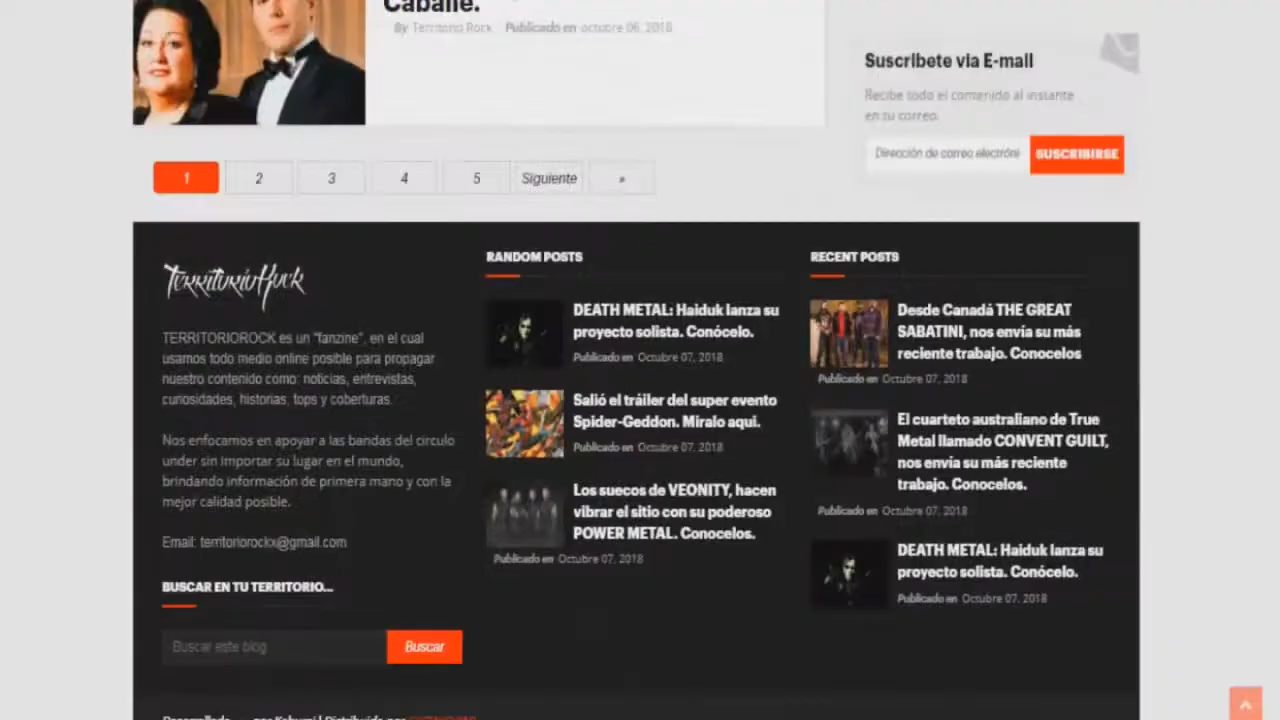 Caballé.
By Territorio Rock Publicado en octubre 06, 2018
Suscribete via E-mail
Recibe todo el contenido al instante
en tu correo.
Dirección de correo electróni
SUSCRIBIRSE
1 2 3 4 5 Siguiente »
TerritorioRock
TERRITORIOROCK es un "fanzine", en el cual
usamos todo medio online posible para propagar
nuestro contenido como: noticias, entrevistas,
curiosidades, historias, tops y coberturas.
Nos enfocamos en apoyar a las bandas del circulo
under sin importar su lugar en el mundo,
brindando información de primera mano y con la
mejor calidad posible.
Email: territoriorockx@gmail.com
BUSCAR EN TU TERRITORIO...
Buscar este blog
Buscar
RANDOM POSTS
DEATH METAL: Haiduk lanza su
proyecto solista. Conócelo.
Publicado en Octubre 07, 2018
Salió el tráiler del super evento
Spider-Geddon. Miralo aqui.
Publicado en Octubre 07, 2018
Los suecos de VEONITY, hacen
vibrar el sitio con su poderoso
POWER METAL. Conocelos.
Publicado en Octubre 07, 2018
RECENT POSTS
Desde Canadá THE GREAT
SABATINI, nos envía su más
reciente trabajo. Conocelos
Publicado en Octubre 07, 2018
El cuarteto australiano de True
Metal llamado CONVENT GUILT,
nos envía su más reciente
trabajo. Conocelos.
Publicado en Octubre 07, 2018
DEATH METAL: Haiduk lanza su
proyecto solista. Conócelo.
Publicado en Octubre 07, 2018